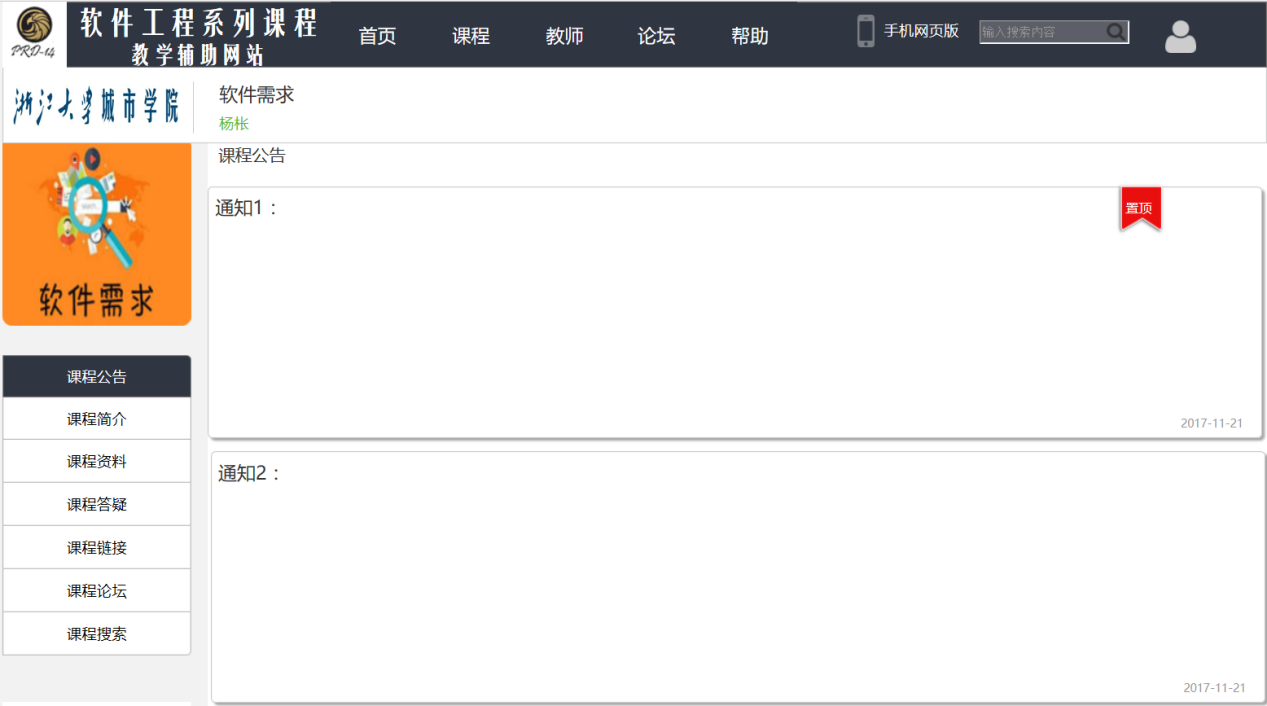 PRD-14
软件工程系列课程
教学辅助网站
首页
课程
教师
论坛
帮助
手机网页版
输入搜索内容
浙江大学城市学院
软件需求
杨枨
课程公告
软件需求
通知1：
置顶
2017-11-21
课程公告
课程简介
课程资料
课程答疑
课程链接
课程论坛
课程搜索
通知2：
2017-11-21